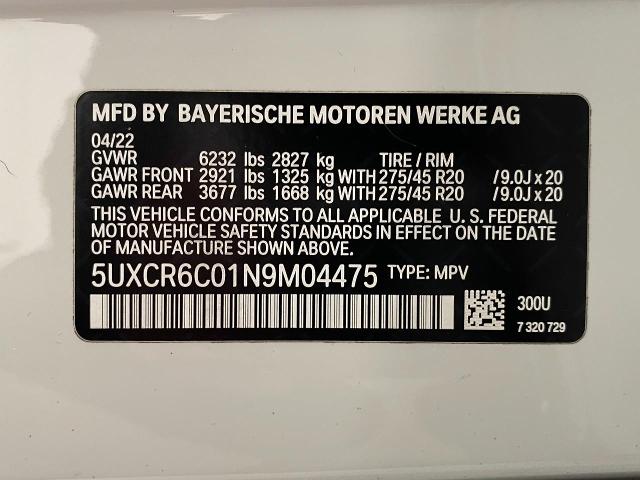 MFD BY BAYERISCHE MOTOREN WERKE AG
04/22
GVWR 6232 lbs 2827 kg TIRE / RIM
GAWR FRONT 2921 lbs 1325 kg WITH 275/45 R20 / 9.0J x 20
GAWR REAR 3677 lbs 1668 kg WITH 275/45 R20 / 9.0J x 20
THIS VEHICLE CONFORMS TO ALL APPLICABLE U. S. FEDERAL
MOTOR VEHICLE SAFETY STANDARDS IN EFFECT ON THE DATE
OF MANUFACTURE SHOWN ABOVE.
5UXCR6C01N9M04475 TYPE: MPV
300U
7 320 729